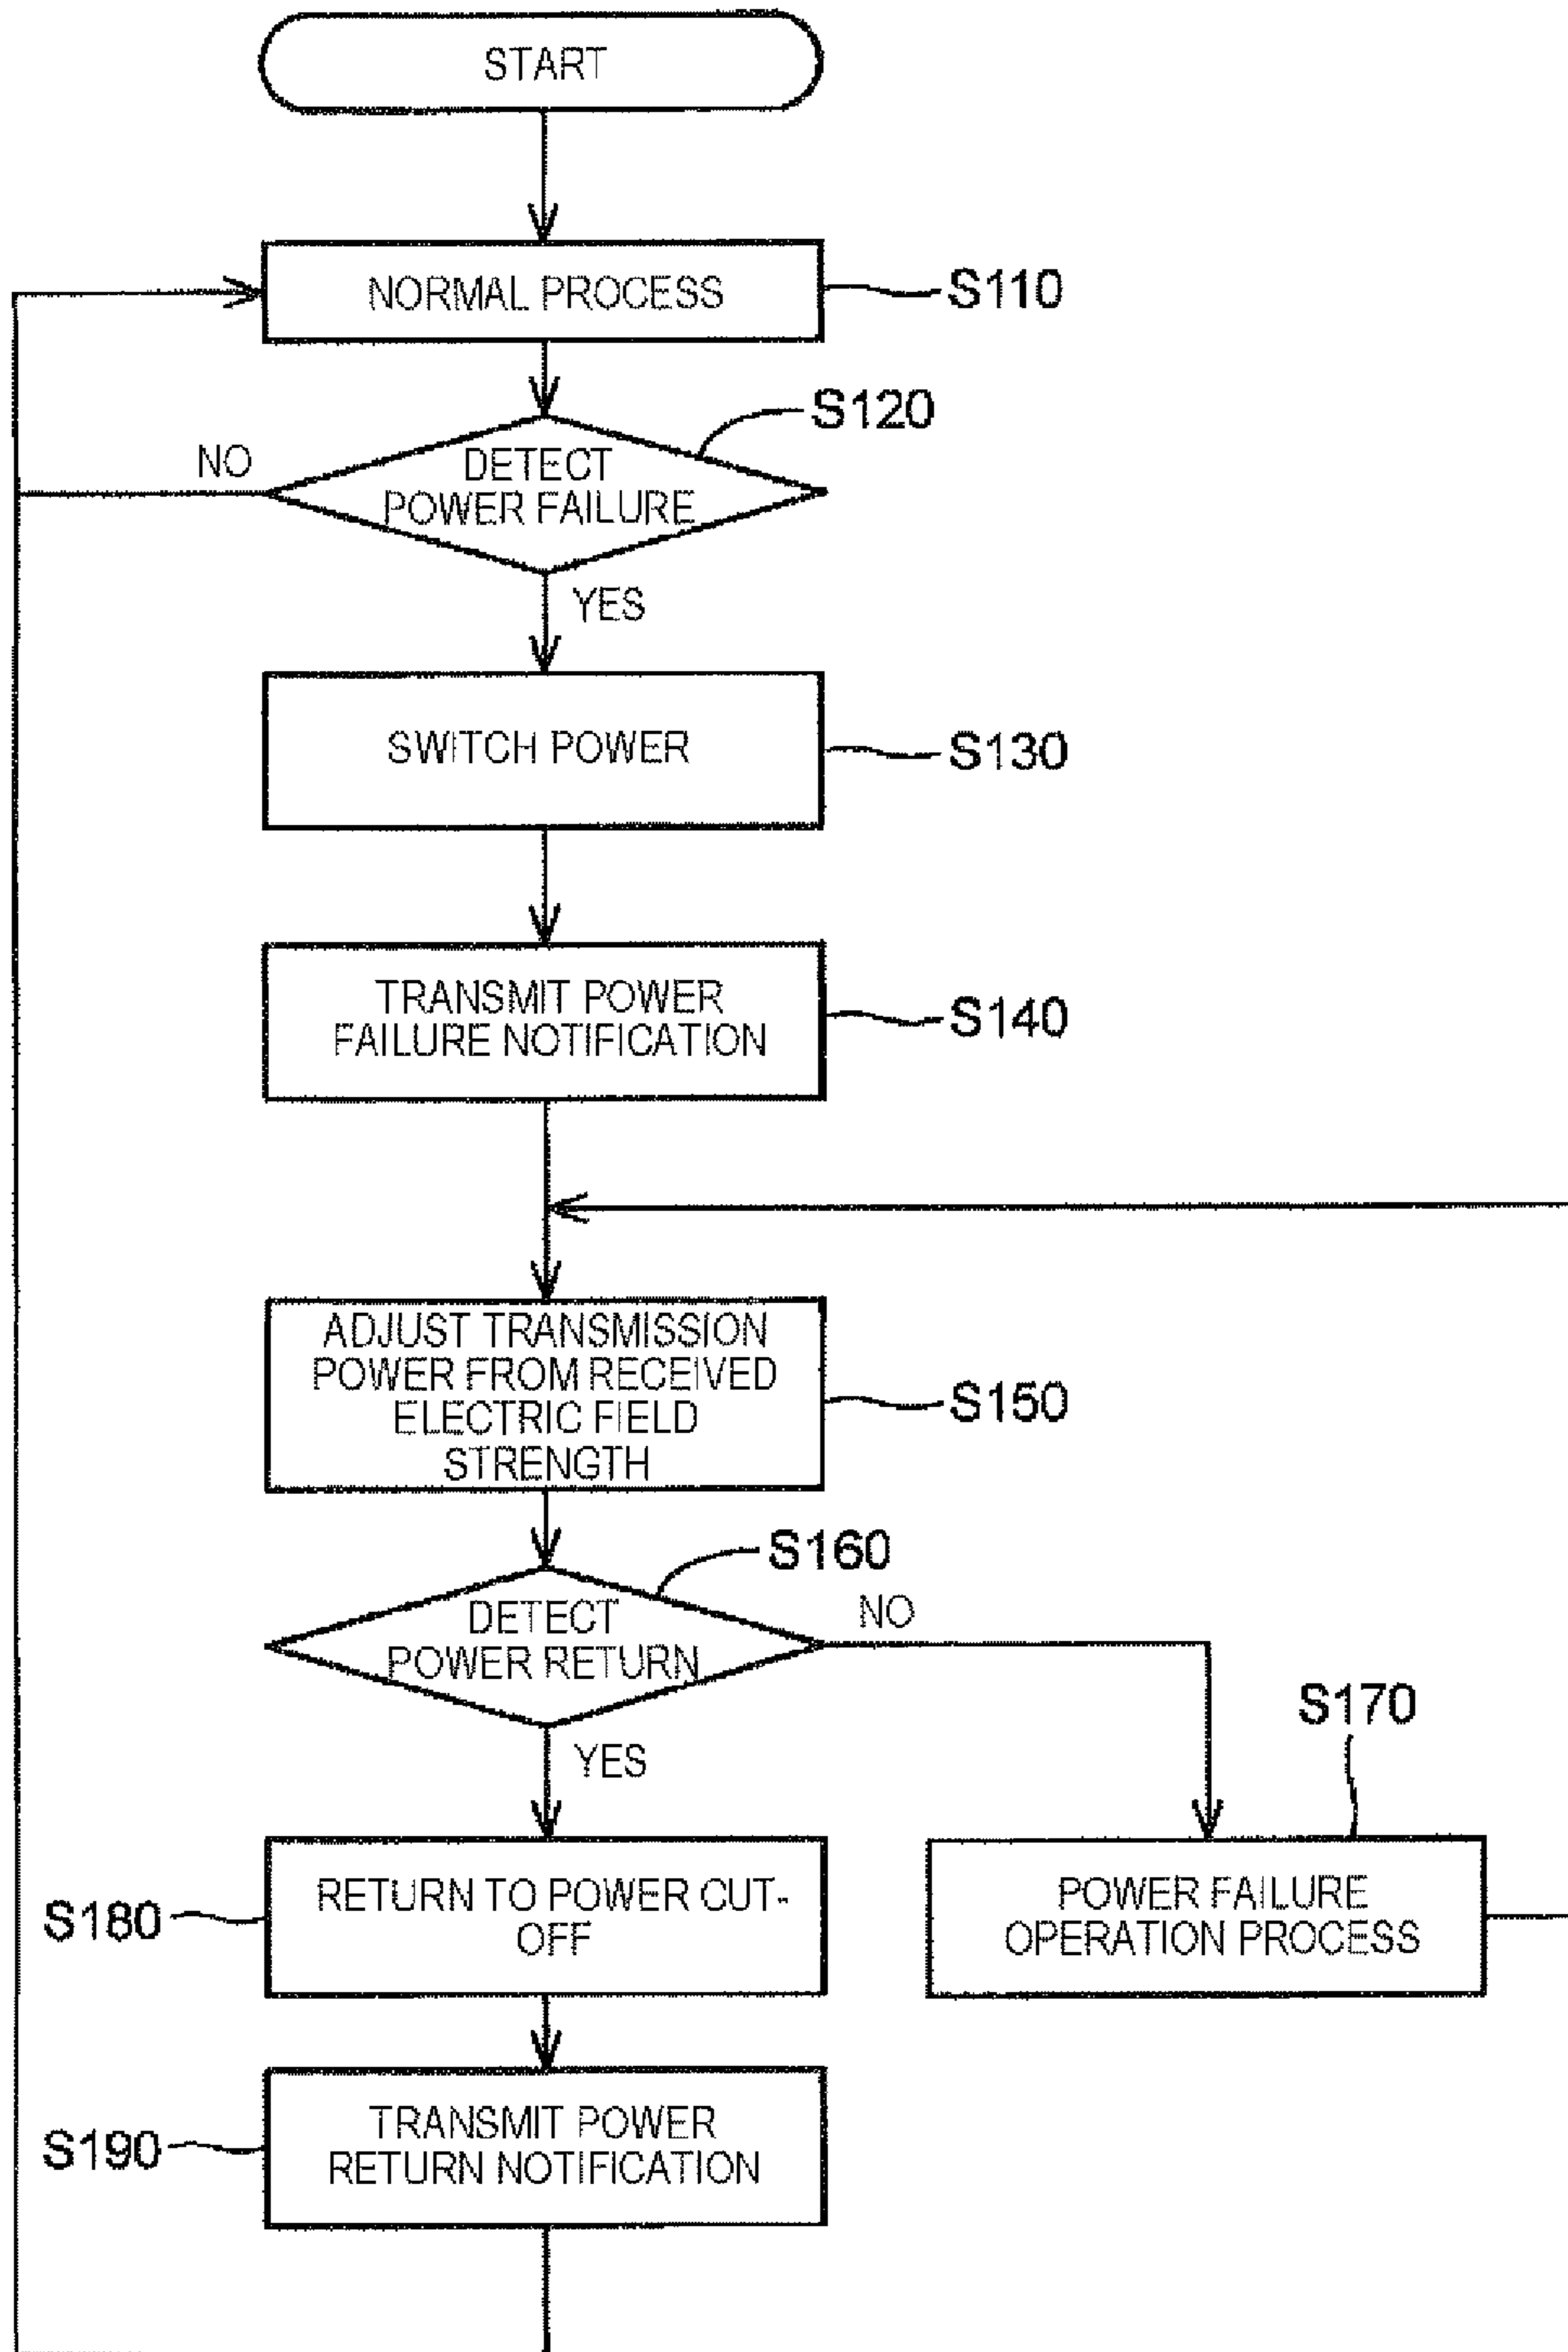 START
NORMAL PROCESS
S110
S120
NO
DETECT
POWER FAILURE
YES
SWITCH POWER
S130
TRANSMIT POWER
FAILURE NOTIFICATION
S140
ADJUST TRANSMISSION
POWER FROM RECEIVED
ELECTRIC FIELD
STRENGTH
S150
S160
DETECT
POWER RETURN
NO
YES
S170
RETURN TO POWER CUT-
OFF
S180
POWER FAILURE
OPERATION PROCESS
TRANSMIT POWER
RETURN NOTIFICATION
S190